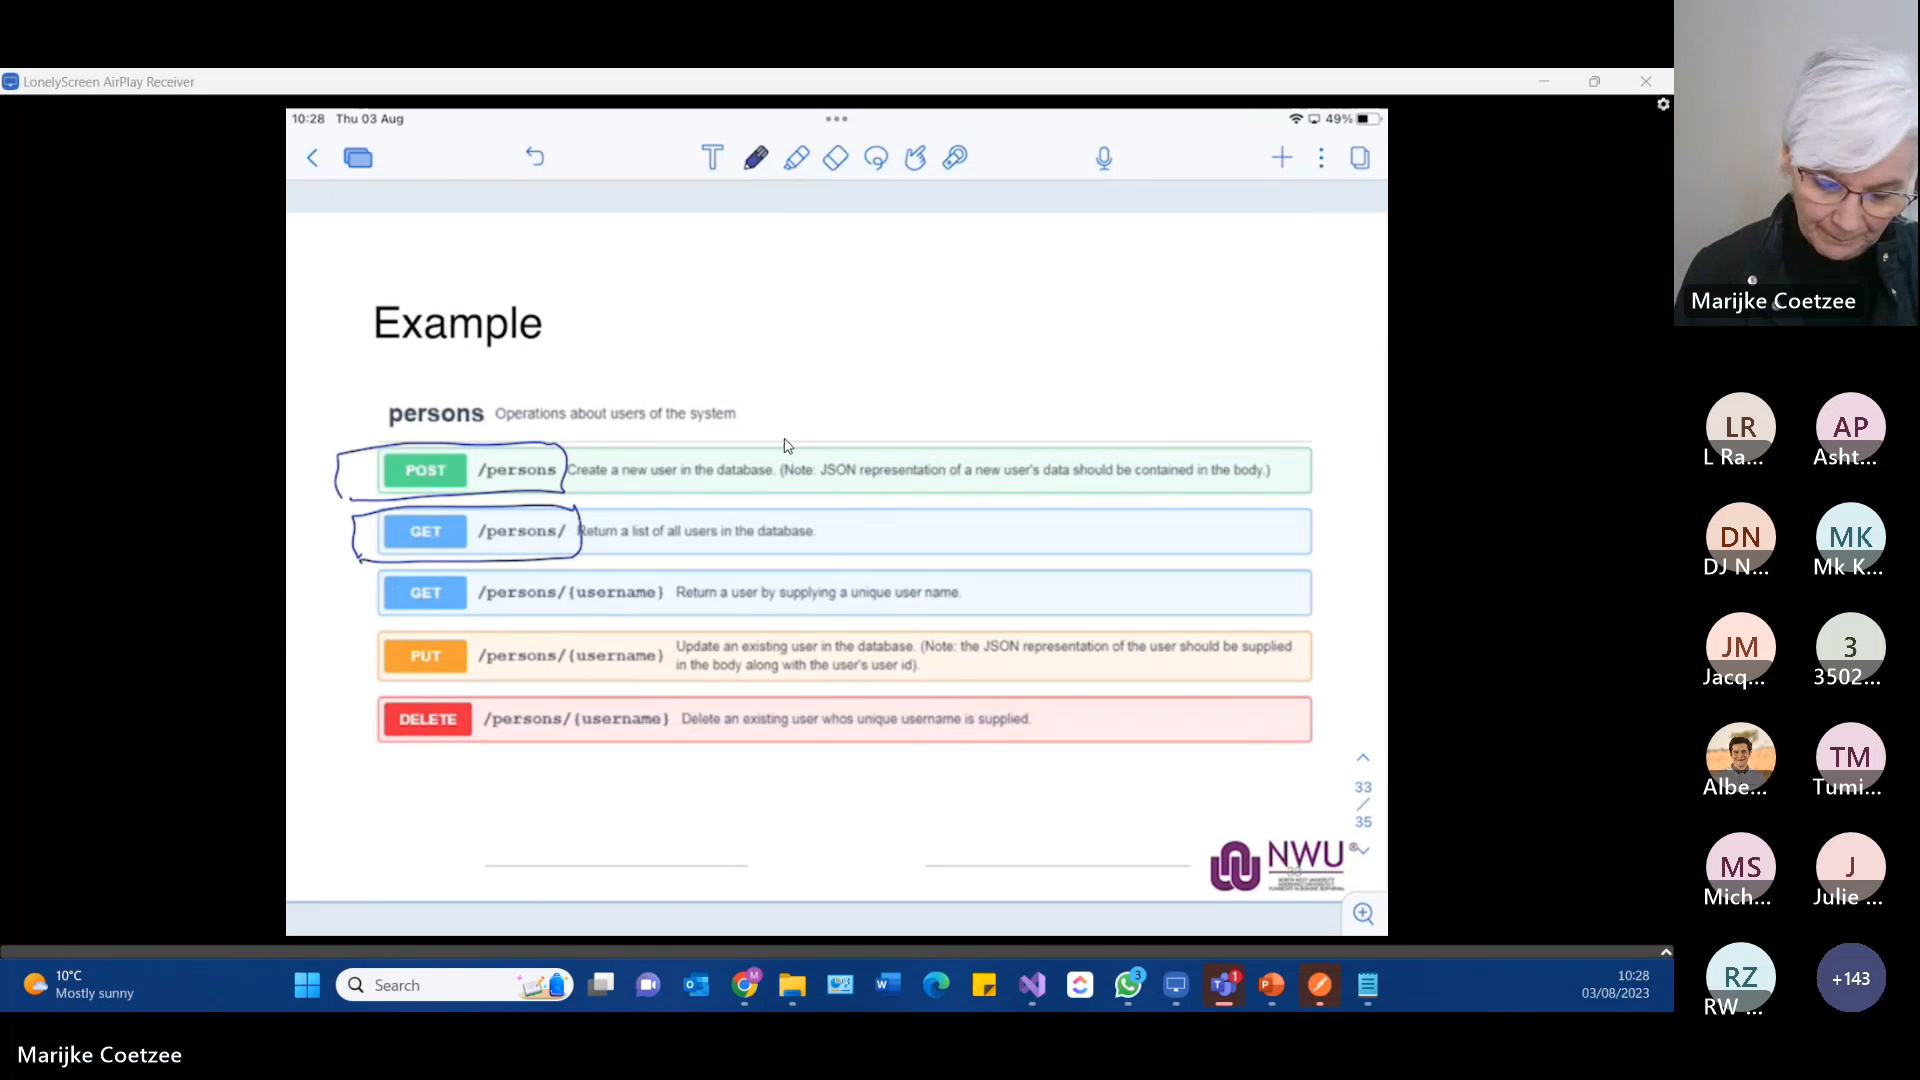 LonelyScreen AirPlay Receiver
10:28 Thu 03 Aug
49%
Example
persons Operations about users of the system
POST /persons Create a new user in the database. (Note: JSON representation of a new user's data should be contained in the body.)
GET /persons/ Return a list of all users in the database.
GET /persons/{username} Return a user by supplying a unique user name.
PUT /persons/{username} Update an existing user in the database. (Note: the JSON representation of the user should be supplied
in the body along with the user's user id).
DELETE /persons/{username} Delete an existing user whos unique username is supplied.
33
/
35
NWU®
33
10°C
Mostly sunny
Search
M
3
1
10:28
03/08/2023
Marijke Coetzee
Marijke Coetzee
LR
L Ra...
AP
Asht...
DN
DJ N...
MK
Mk K...
JM
Jacq...
3
3502...
Albe...
TM
Tumi...
MS
Mich...
J
Julie ...
RZ
RW ...
+143